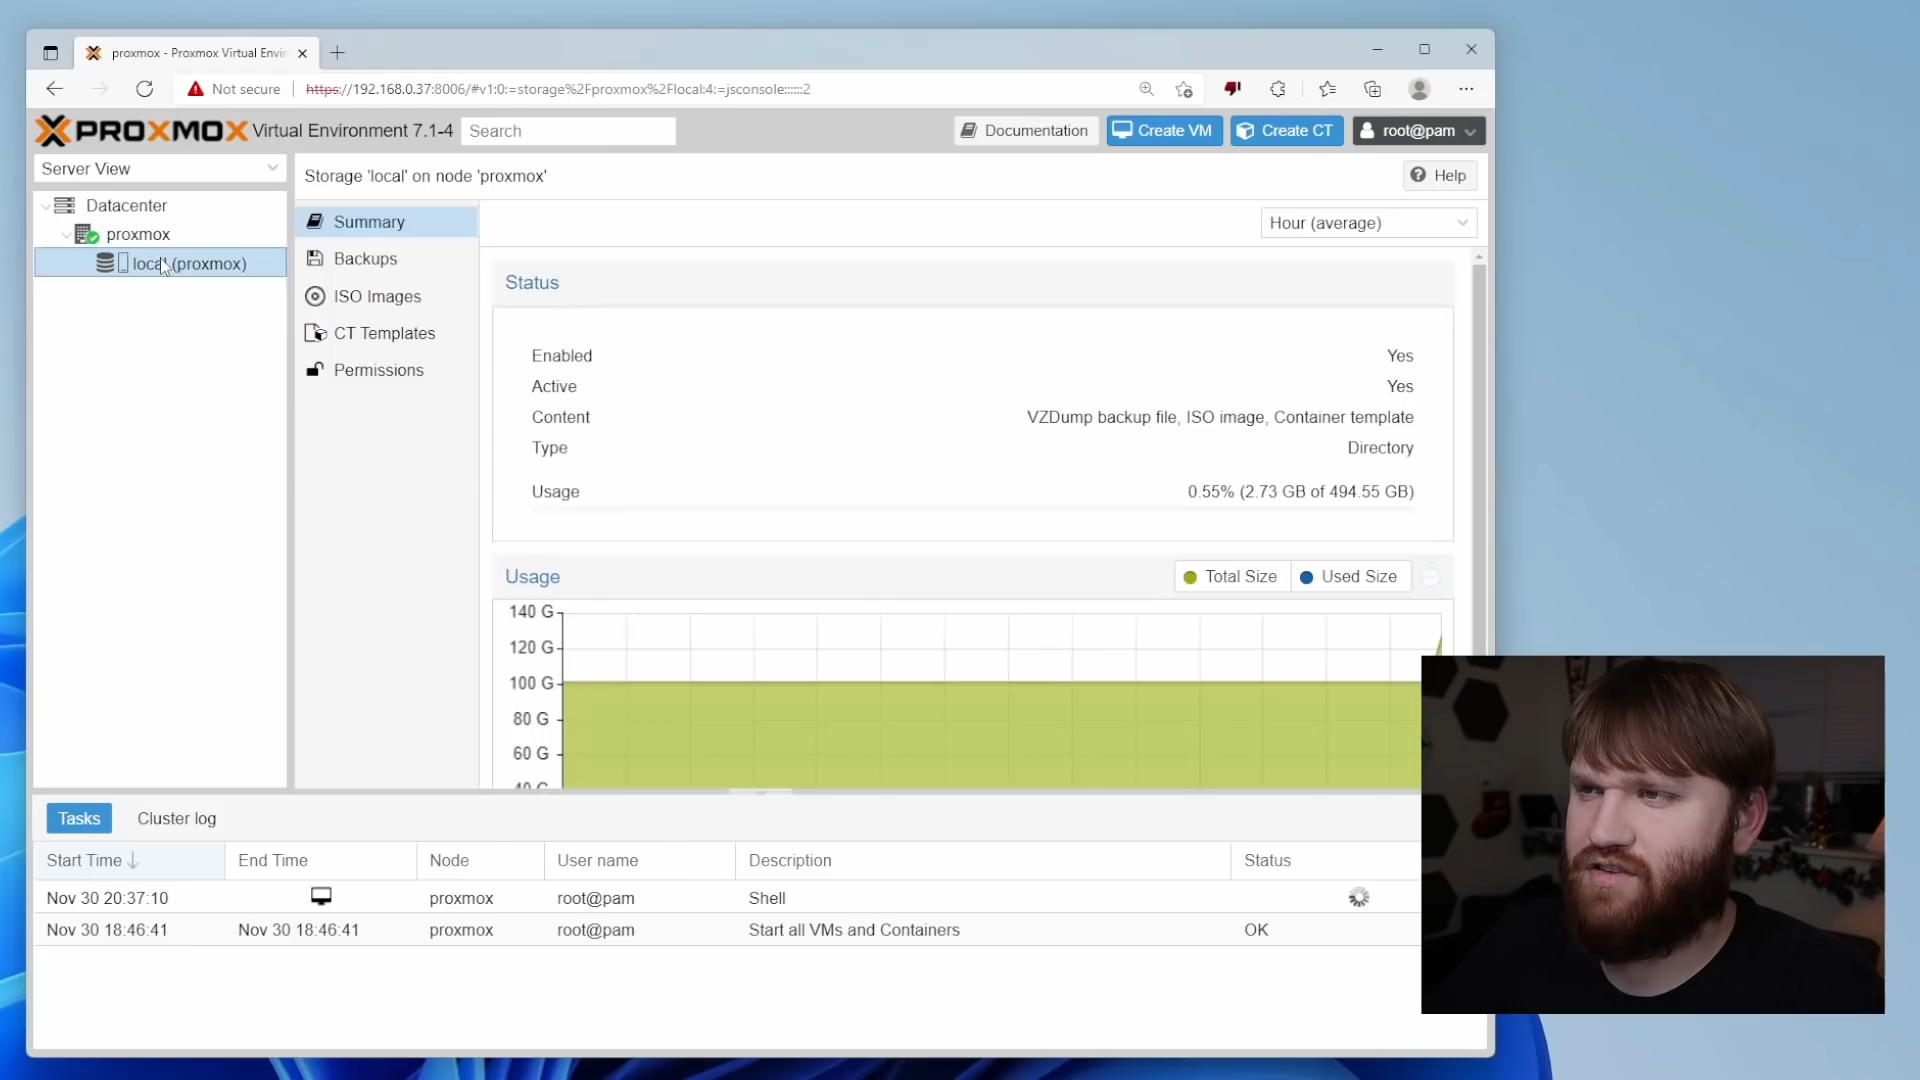 proxmox - Proxmox Virtual Envir
Not secure
https://192.168.0.37:8006/#v1:0:=storage%2Fproxmox%2Flocal:4:=jsconsole::::::2
PROXMOX Virtual Environment 7.1-4
Search
Documentation
Create VM
Create CT
root@pam
Server View
Storage 'local' on node 'proxmox'
Help
Datacenter
proxmox
local (proxmox)
Summary
Backups
ISO Images
CT Templates
Permissions
Hour (average)
Status
Enabled Yes
Active Yes
Content VZDump backup file, ISO image, Container template
Type Directory
Usage 0.55% (2.73 GB of 494.55 GB)
Usage
Total Size
Used Size
140 G
120 G
100 G
80 G
60 G
40 G
Tasks
Cluster log
Start Time End Time Node User name Description Status
Nov 30 20:37:10 proxmox root@pam Shell
Nov 30 18:46:41 Nov 30 18:46:41 proxmox root@pam Start all VMs and Containers OK